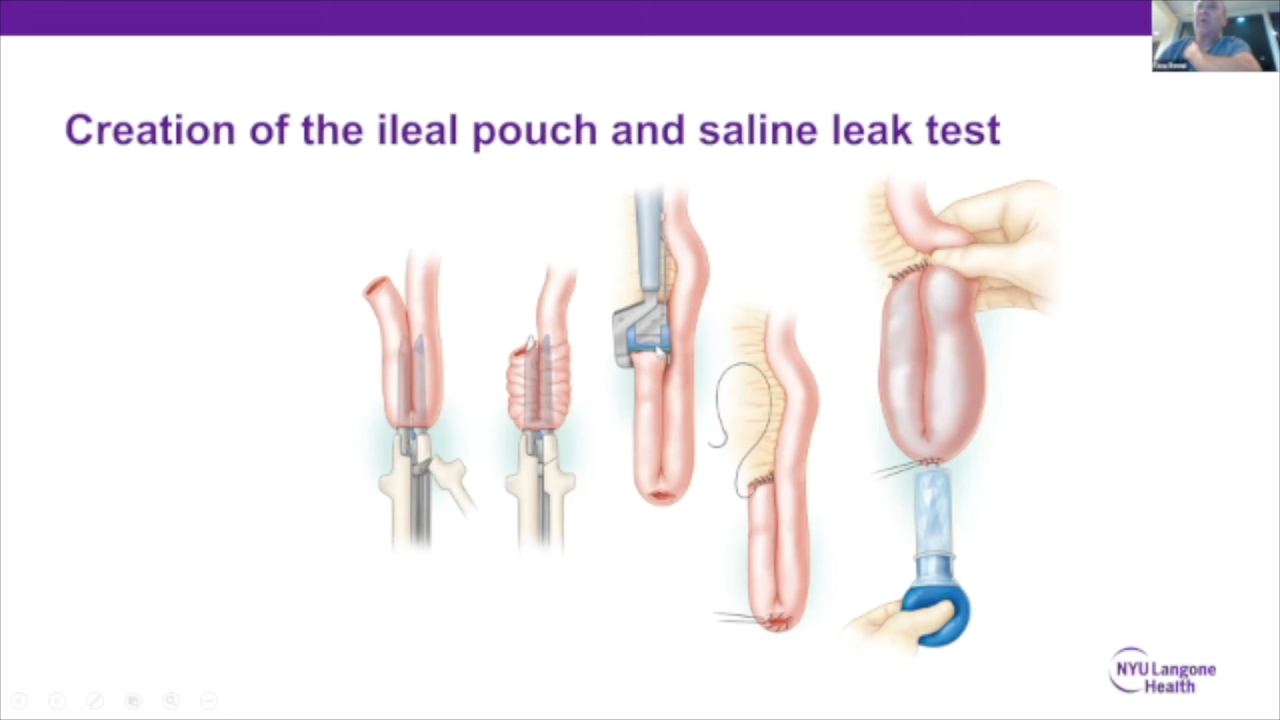 Creation of the ileal pouch and saline leak test
NYU Langone
Health